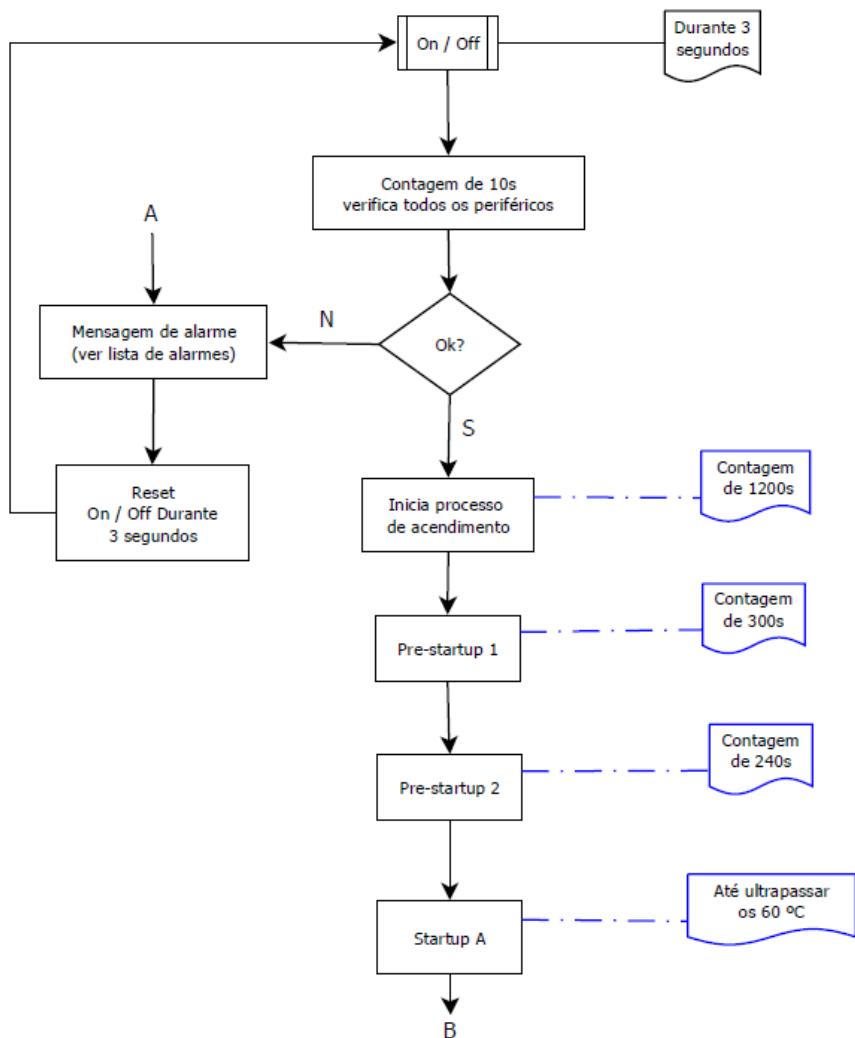 On / Off
Durante 3
segundos
Contagem de 10s
verifica todos os periféricos
A
Mensagem de alarme
(ver lista de alarmes)
N
Ok?
S
Reset
On / Off Durante
3 segundos
Inicia processo
de acendimento
Contagem
de 1200s
Pre-startup 1
Contagem
de 300s
Pre-startup 2
Contagem
de 240s
Startup A
Até ultrapassar
os 60 ºC
B